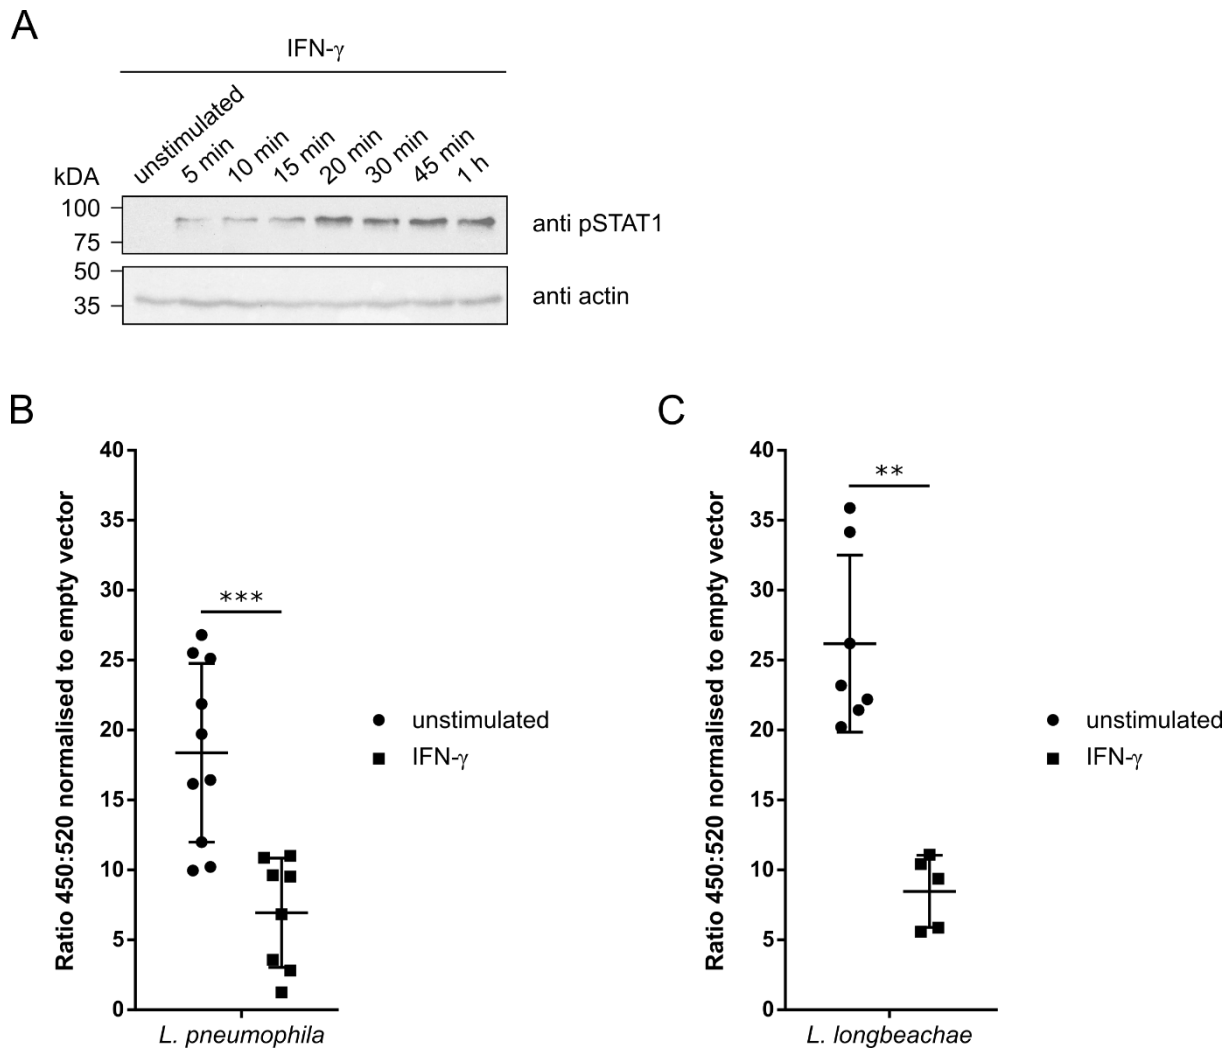 A
IFN-γ
unstimulated
5 min
10 min
15 min
20 min
30 min
45 min
1 h
kDA
100
75
anti pSTAT1
50
35
anti actin
B
Ratio 450:520 normalised to empty vector
40
35
30
25
20
15
10
5
0
***
L. pneumophila
unstimulated
IFN-γ
C
Ratio 450:520 normalised to empty vector
40
35
30
25
20
15
10
5
0
**
L. longbeachae
unstimulated
IFN-γ